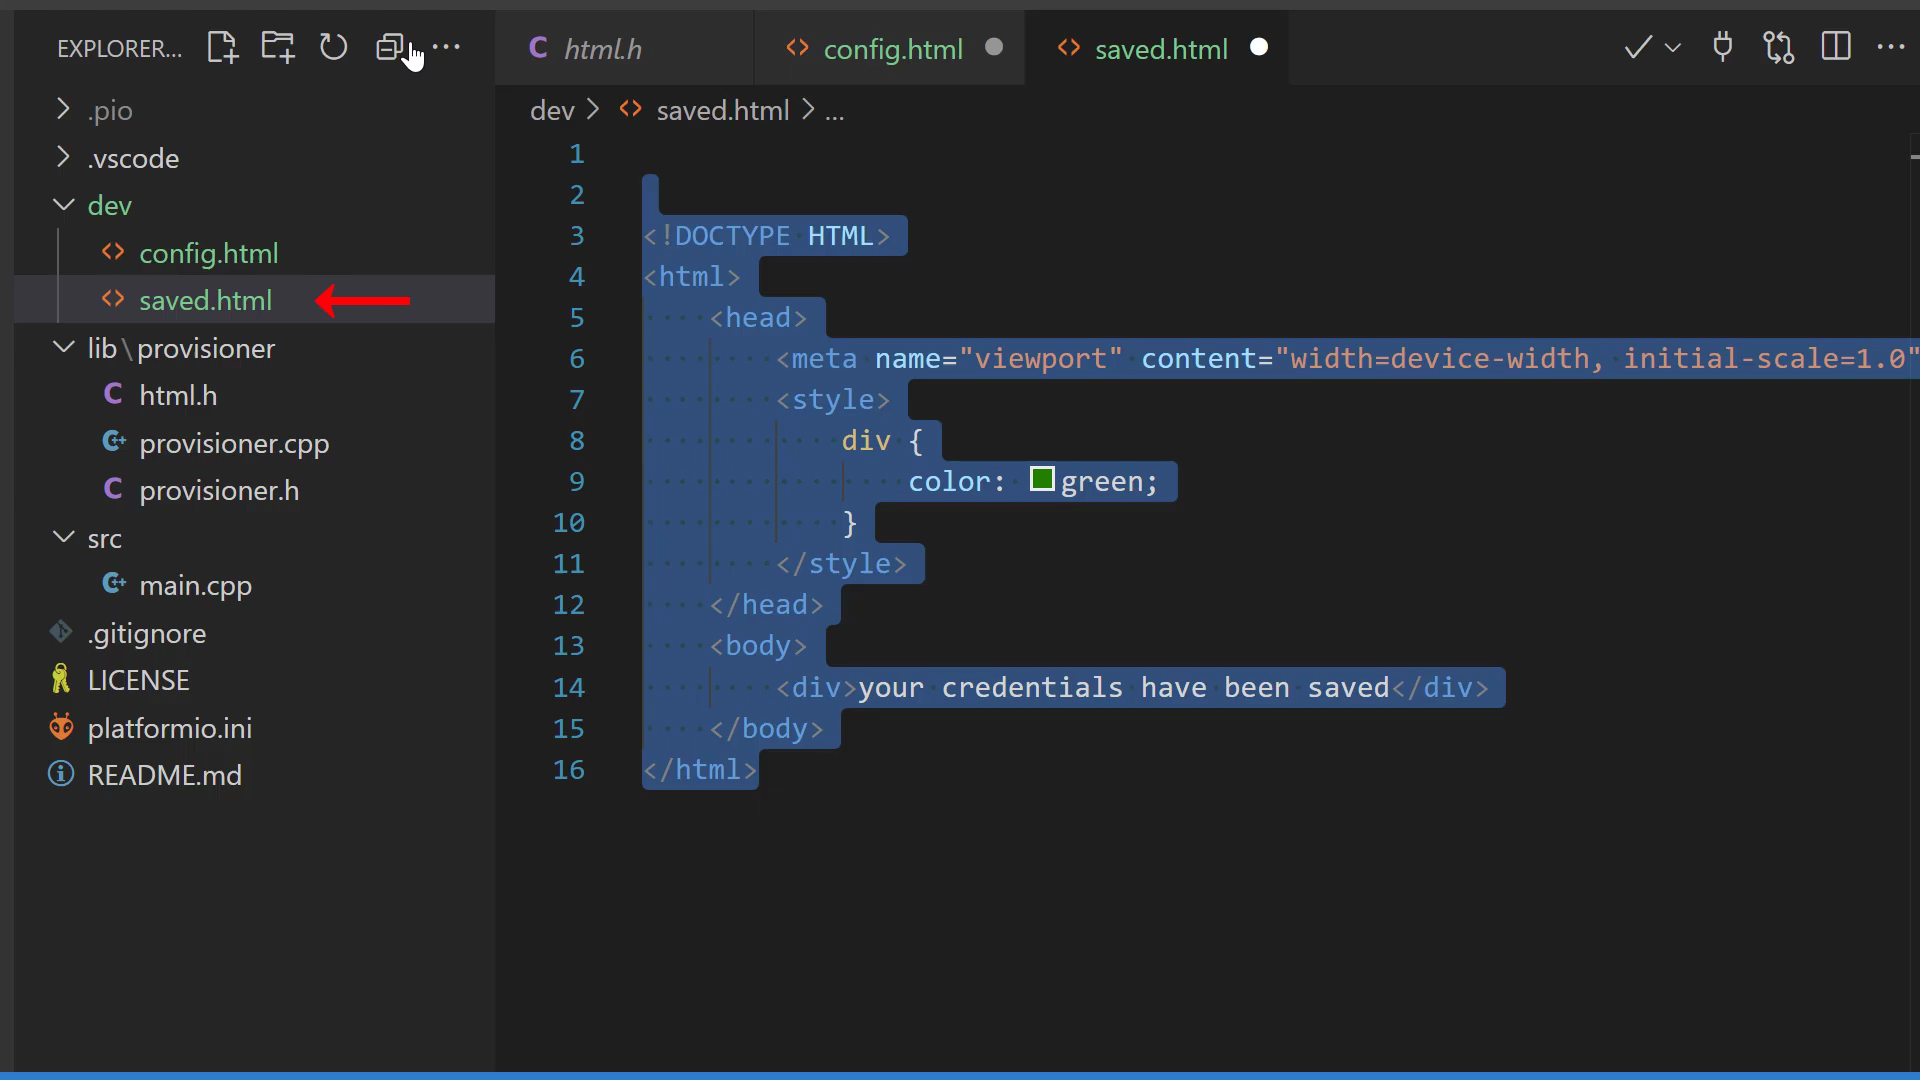 EXPLORER...
html.h
config.html
saved.html
.pio
.vscode
dev
config.html
saved.html
lib\provisioner
html.h
provisioner.cpp
provisioner.h
src
main.cpp
.gitignore
LICENSE
platformio.ini
README.md
dev > saved.html > ...
1
2
3 <!DOCTYPE HTML>
4 <html>
5 <head>
6 <meta name="viewport" content="width=device-width, initial-scale=1.0"
7 <style>
8 div {
9 color: green;
10 }
11 </style>
12 </head>
13 <body>
14 <div>your credentials have been saved</div>
15 </body>
16 </html>